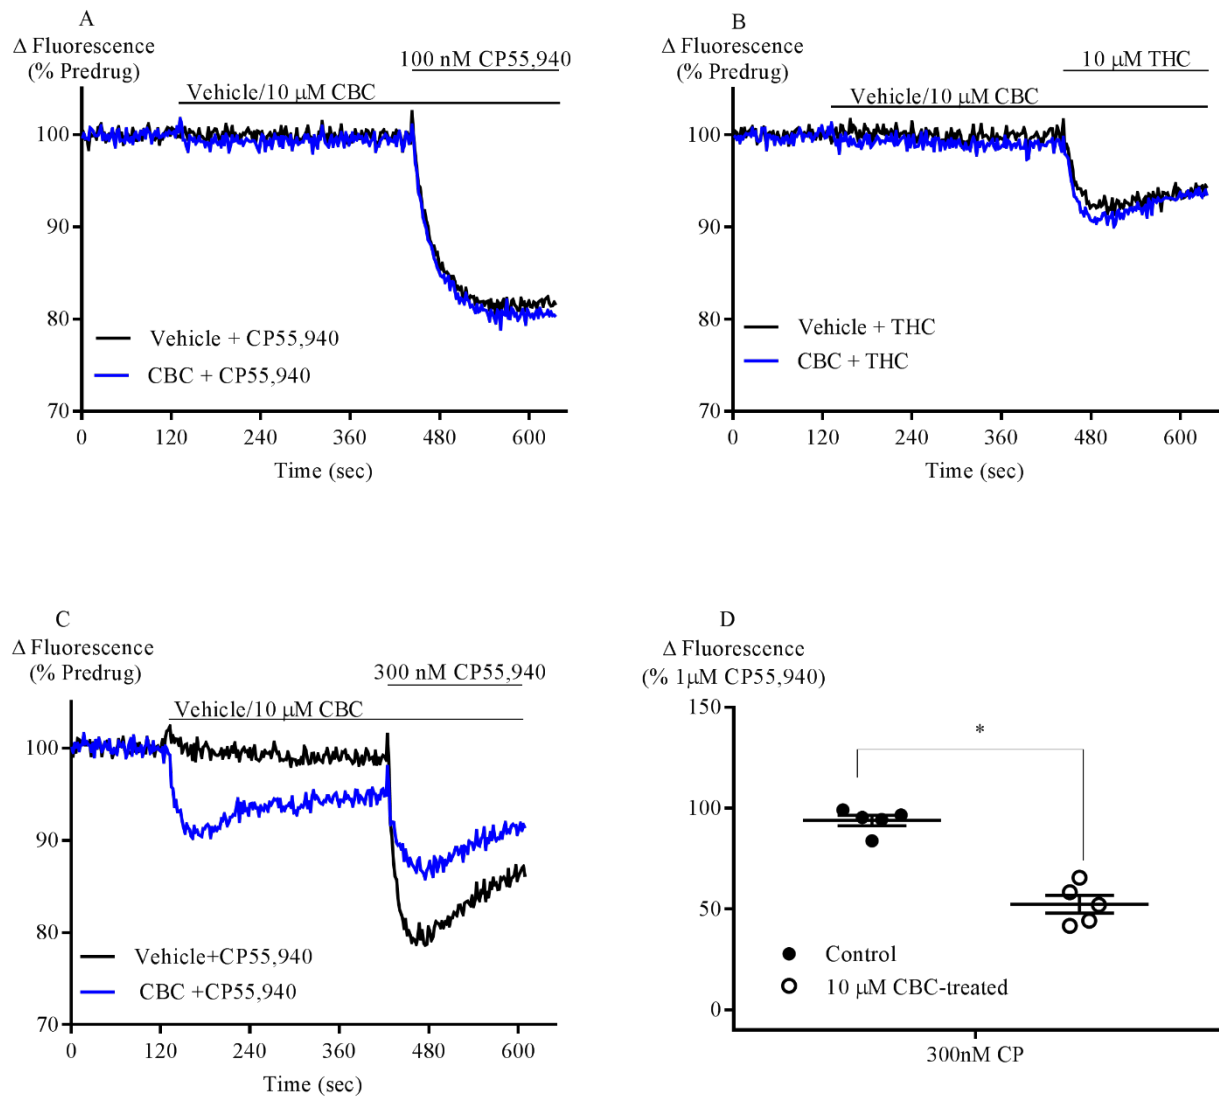 A
Δ Fluorescence
(% Predrug)
100 nM CP55,940
Vehicle/10 μM CBC
100
90
80
70
Vehicle + CP55,940
CBC + CP55,940
0 120 240 360 480 600
Time (sec)
B
Δ Fluorescence
(% Predrug)
10 μM THC
Vehicle/10 μM CBC
100
90
80
70
Vehicle + THC
CBC + THC
0 120 240 360 480 600
Time (sec)
C
Δ Fluorescence
(% Predrug)
300 nM CP55,940
Vehicle/10 μM CBC
100
90
80
70
Vehicle+CP55,940
CBC +CP55,940
0 120 240 360 480 600
Time (sec)
D
Δ Fluorescence
(% 1μM CP55,940)
150
100
50
0
*
Control
10 μM CBC-treated
300nM CP